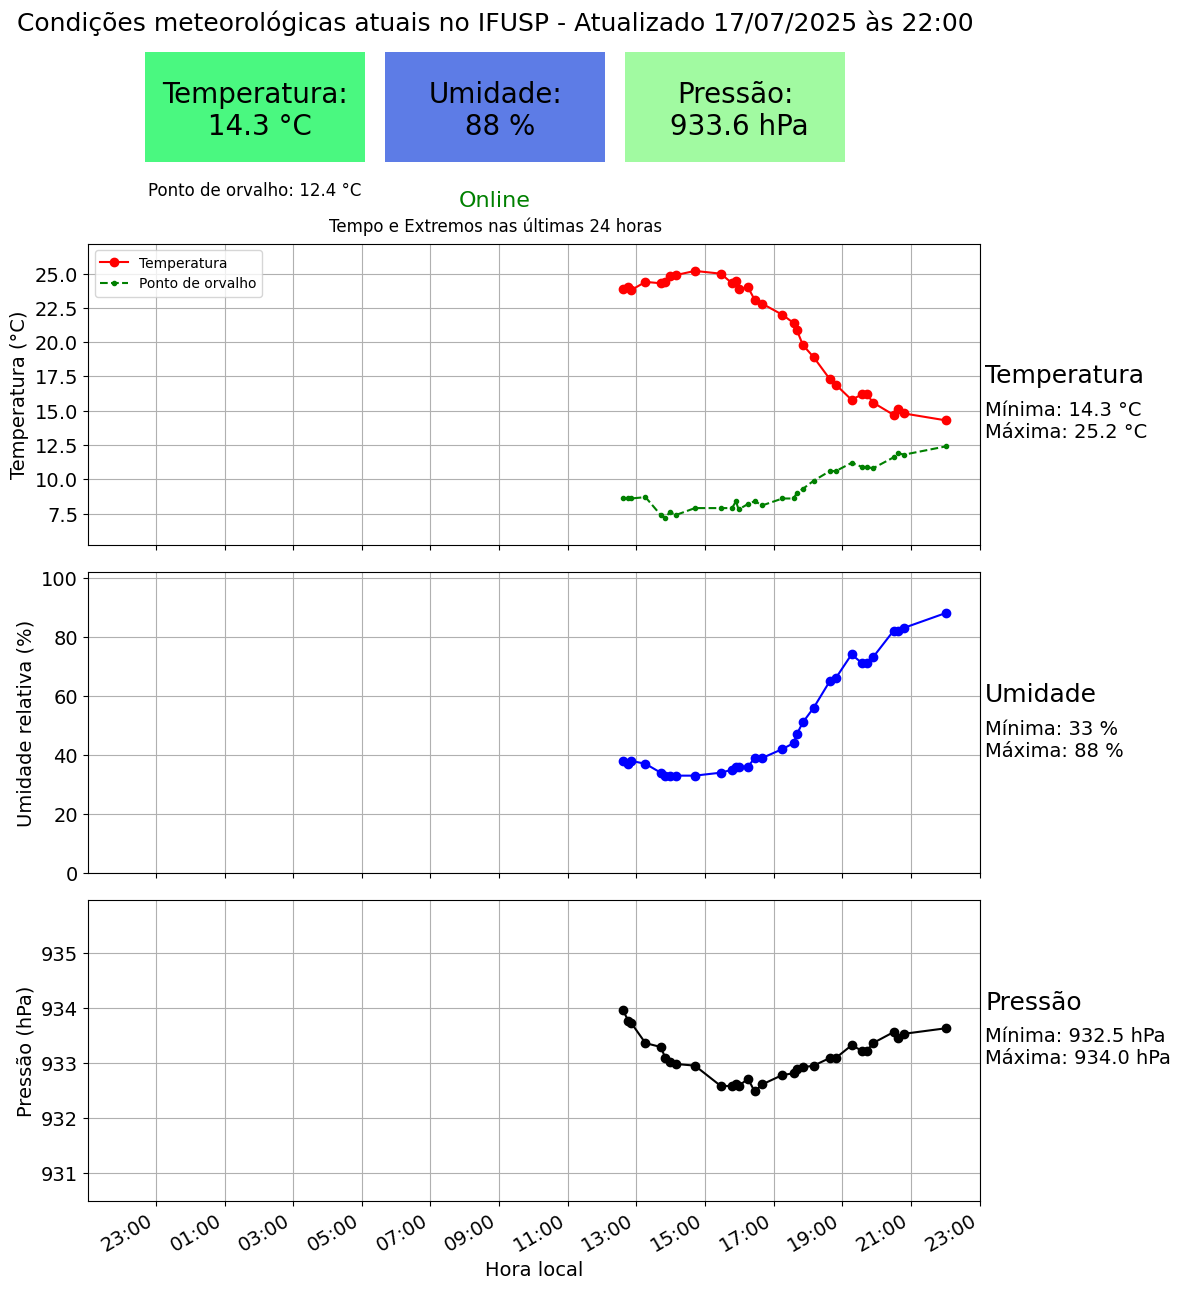 Condições meteorológicas atuais no IFUSP - Atualizado 17/07/2025 às 22:00
Temperatura:
14.3 °C
Umidade:
88 %
Pressão:
933.6 hPa
Ponto de orvalho: 12.4 °C
Online
Tempo e Extremos nas últimas 24 horas
Temperatura
Ponto de orvalho
Temperatura (°C)
25.0
22.5
20.0
17.5
15.0
12.5
10.0
7.5
Temperatura
Mínima: 14.3 °C
Máxima: 25.2 °C
Umidade relativa (%)
100
80
60
40
20
0
Umidade
Mínima: 33 %
Máxima: 88 %
Pressão (hPa)
935
934
933
932
931
Pressão
Mínima: 932.5 hPa
Máxima: 934.0 hPa
23:00
01:00
03:00
05:00
07:00
09:00
11:00
13:00
15:00
17:00
19:00
21:00
23:00
Hora local